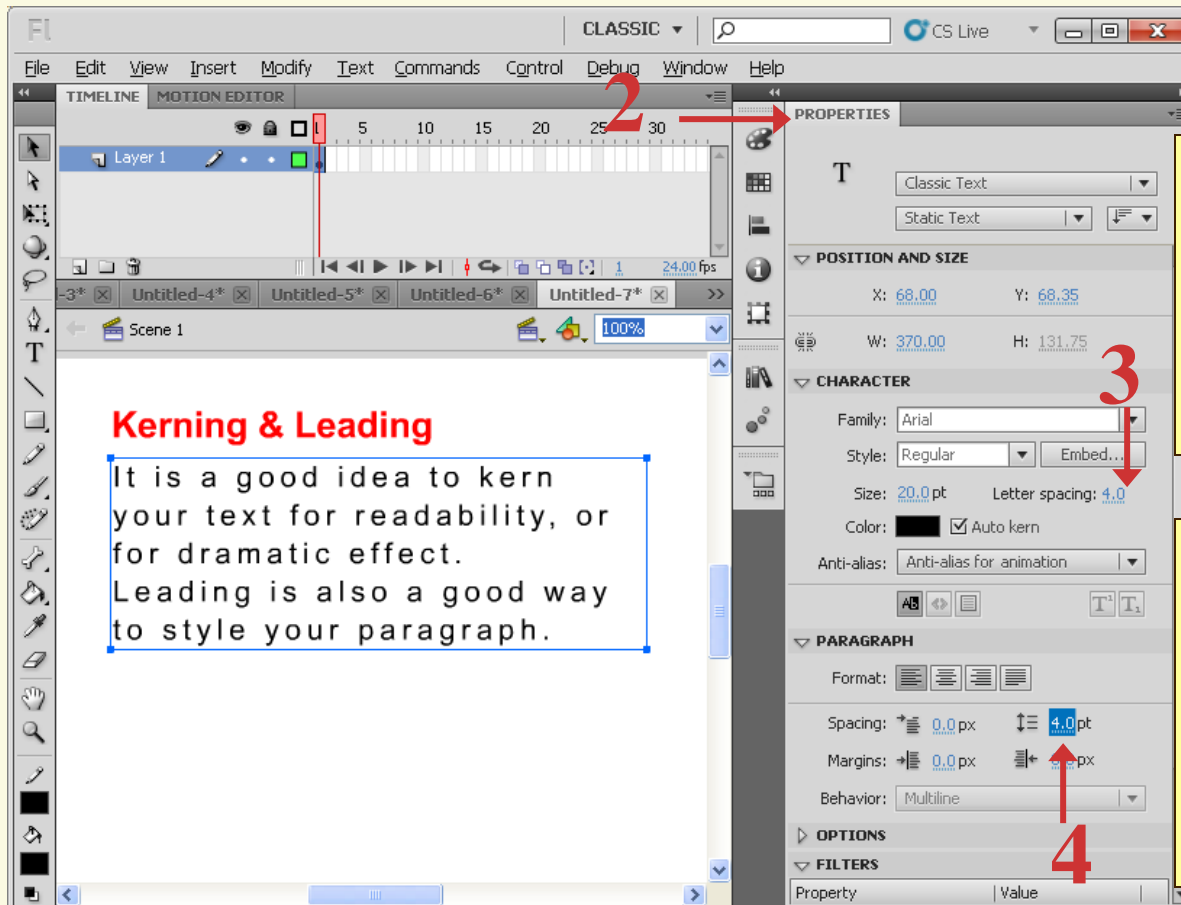 Fl CLASSIC CS Live
File Edit View Insert Modify Text Commands Control Debug Window Help
TIMELINE MOTION EDITOR
2
PROPERTIES
1 5 10 15 20 25 30
Layer 1
1 24.00 fps
T
Classic Text
Static Text
-3* Untitled-4* Untitled-5* Untitled-6* Untitled-7* >>
Scene 1 100%
POSITION AND SIZE
X: 68.00 Y: 68.35
W: 370.00 H: 131.75
CHARACTER
3
Family: Arial
Style: Regular Embed...
Size: 20.0 pt Letter spacing: 4.0
Color: Auto kern
Anti-alias: Anti-alias for animation
T¹ T₁
PARAGRAPH
Format:
Spacing: 0.0 px 4.0 pt
Margins: 0.0 px px
Behavior: Multiline
4
OPTIONS
FILTERS
Property Value
T
Kerning & Leading
It is a good idea to kern
your text for readability, or
for dramatic effect.
Leading is also a good way
to style your paragraph.